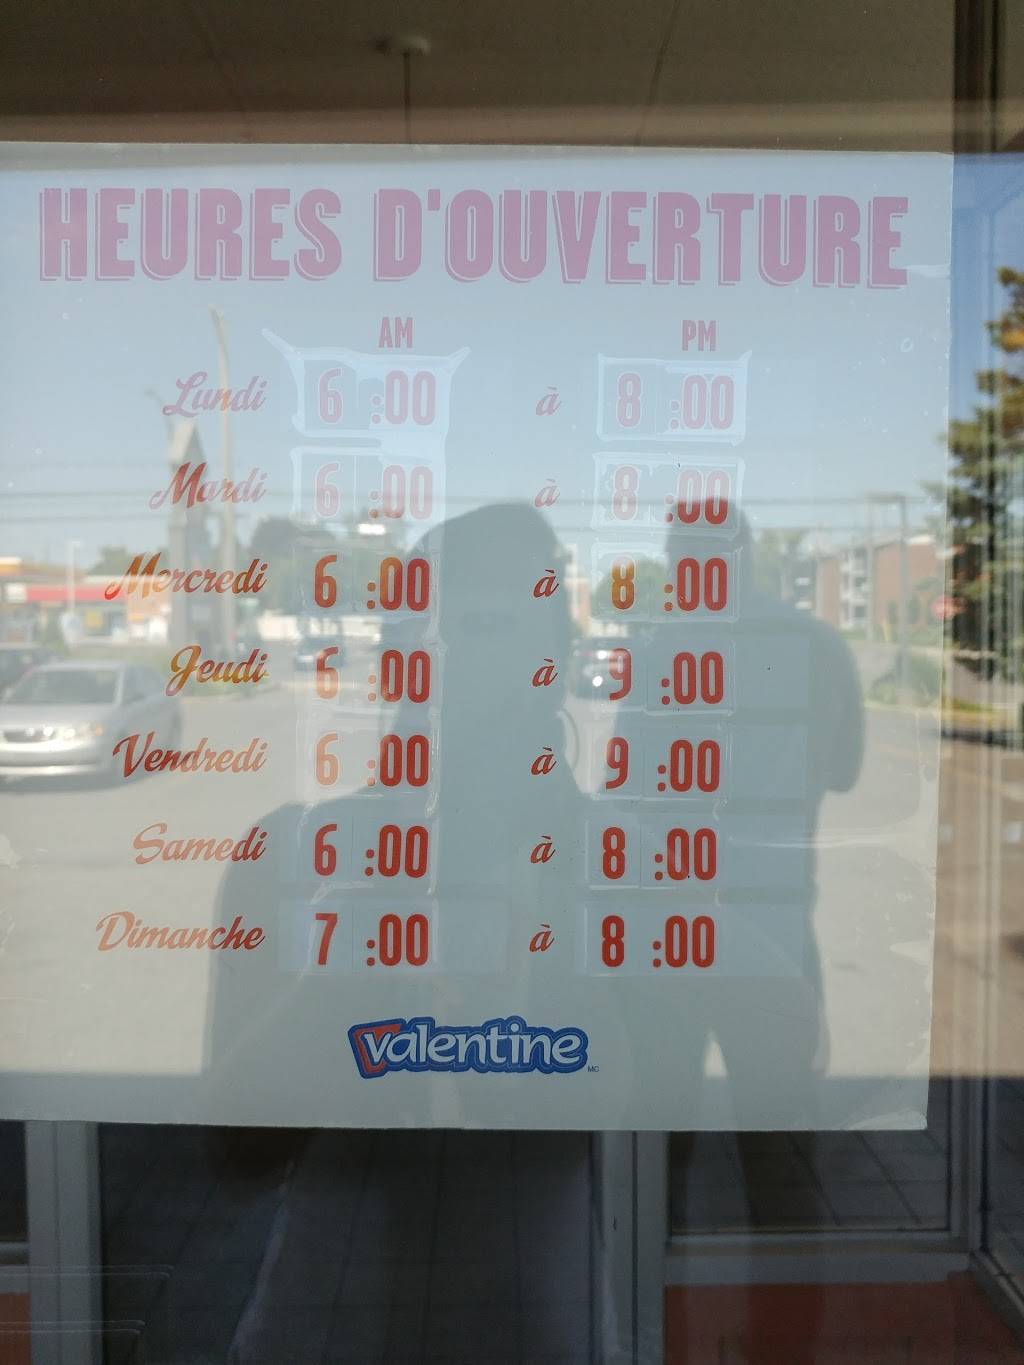 HEURES D'OUVERTURE
AM PM
Lundi 6 :00 à 8 :00
Mardi 6 :00 à 8 :00
Mercredi 6 :00 à 8 :00
Jeudi 6 :00 à 9 :00
Vendredi 6 :00 à 9 :00
Samedi 6 :00 à 8 :00
Dimanche 7 :00 à 8 :00
valentine MC